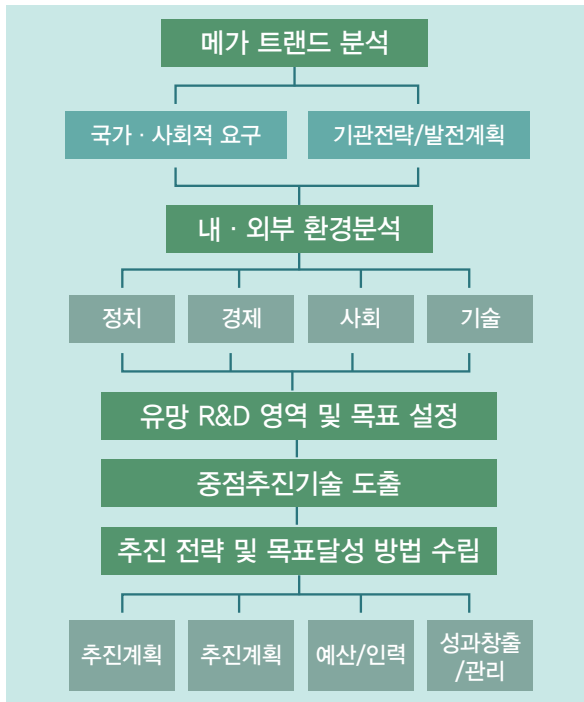 메가 트랜드 분석
국가 · 사회적 요구
기관전략/발전계획
내 · 외부 환경분석
정치
경제
사회
기술
유망 R&D 영역 및 목표 설정
중점추진기술 도출
추진 전략 및 목표달성 방법 수립
추진계획
추진계획
예산/인력
성과창출
/관리